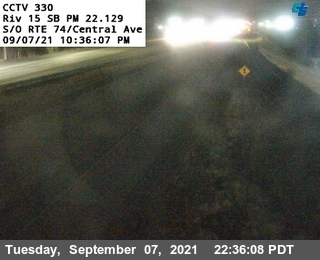 CCTV 330
Riv 15 SB PM 22.129
S/O RTE 74/Central Ave
09/07/21 10:36:07 PM
Tuesday, September 07, 2021 22:36:08 PDT